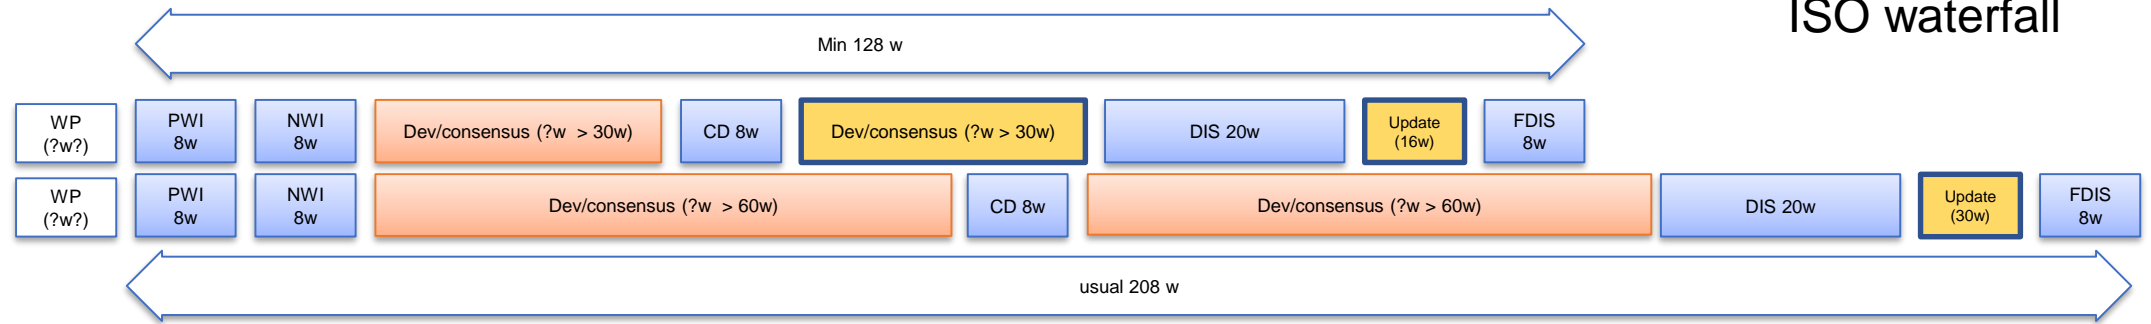 ISO waterfall
Min 128 w
WP
(?w?)
PWI
8w
NWI
8w
Dev/consensus (?w  > 30w)
CD 8w
Dev/consensus (?w > 30w)
DIS 20w
Update
(16w)
FDIS
8w
WP
(?w?)
PWI
8w
NWI
8w
Dev/consensus (?w  > 60w)
CD 8w
Dev/consensus (?w > 60w)
DIS 20w
Update
(30w)
FDIS
8w
usual 208 w